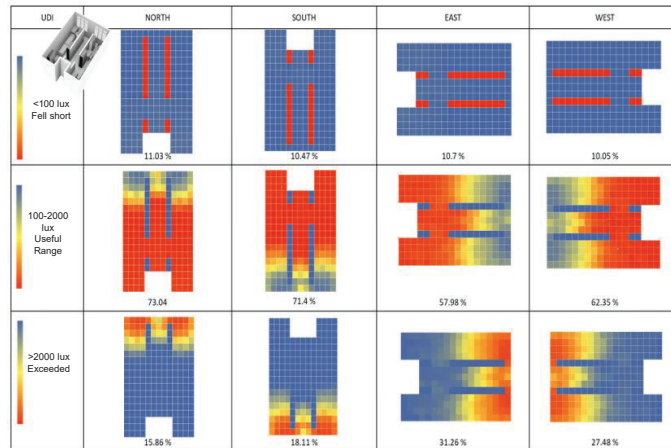 UDI NORTH SOUTH EAST WEST
<100 lux
Fell short
11.03 % 10.47 % 10.7 % 10.05 %
100-2000
lux
Useful
Range
73.04 71.4 % 57.98 % 62.35 %
>2000 lux
Exceeded
15.86 % 18.11 % 31.26 % 27.48 %